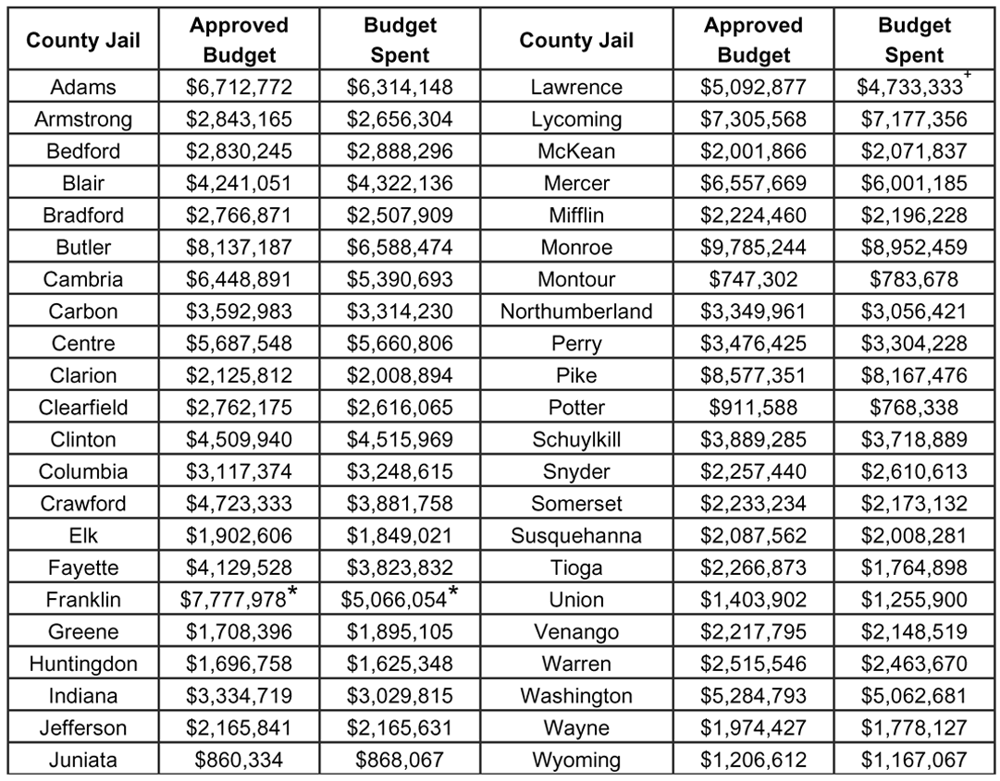 County Jail Approved Budget Budget Spent County Jail Approved Budget Budget Spent
Adams $6,712,772 $6,314,148 Lawrence $5,092,877 $4,733,333+
Armstrong $2,843,165 $2,656,304 Lycoming $7,305,568 $7,177,356
Bedford $2,830,245 $2,888,296 McKean $2,001,866 $2,071,837
Blair $4,241,051 $4,322,136 Mercer $6,557,669 $6,001,185
Bradford $2,766,871 $2,507,909 Mifflin $2,224,460 $2,196,228
Butler $8,137,187 $6,588,474 Monroe $9,785,244 $8,952,459
Cambria $6,448,891 $5,390,693 Montour $747,302 $783,678
Carbon $3,592,983 $3,314,230 Northumberland $3,349,961 $3,056,421
Centre $5,687,548 $5,660,806 Perry $3,476,425 $3,304,228
Clarion $2,125,812 $2,008,894 Pike $8,577,351 $8,167,476
Clearfield $2,762,175 $2,616,065 Potter $911,588 $768,338
Clinton $4,509,940 $4,515,969 Schuylkill $3,889,285 $3,718,889
Columbia $3,117,374 $3,248,615 Snyder $2,257,440 $2,610,613
Crawford $4,723,333 $3,881,758 Somerset $2,233,234 $2,173,132
Elk $1,902,606 $1,849,021 Susquehanna $2,087,562 $2,008,281
Fayette $4,129,528 $3,823,832 Tioga $2,266,873 $1,764,898
Franklin $7,777,978* $5,066,054* Union $1,403,902 $1,255,900
Greene $1,708,396 $1,895,105 Venango $2,217,795 $2,148,519
Huntingdon $1,696,758 $1,625,348 Warren $2,515,546 $2,463,670
Indiana $3,334,719 $3,029,815 Washington $5,284,793 $5,062,681
Jefferson $2,165,841 $2,165,631 Wayne $1,974,427 $1,778,127
Juniata $860,334 $868,067 Wyoming $1,206,612 $1,167,067